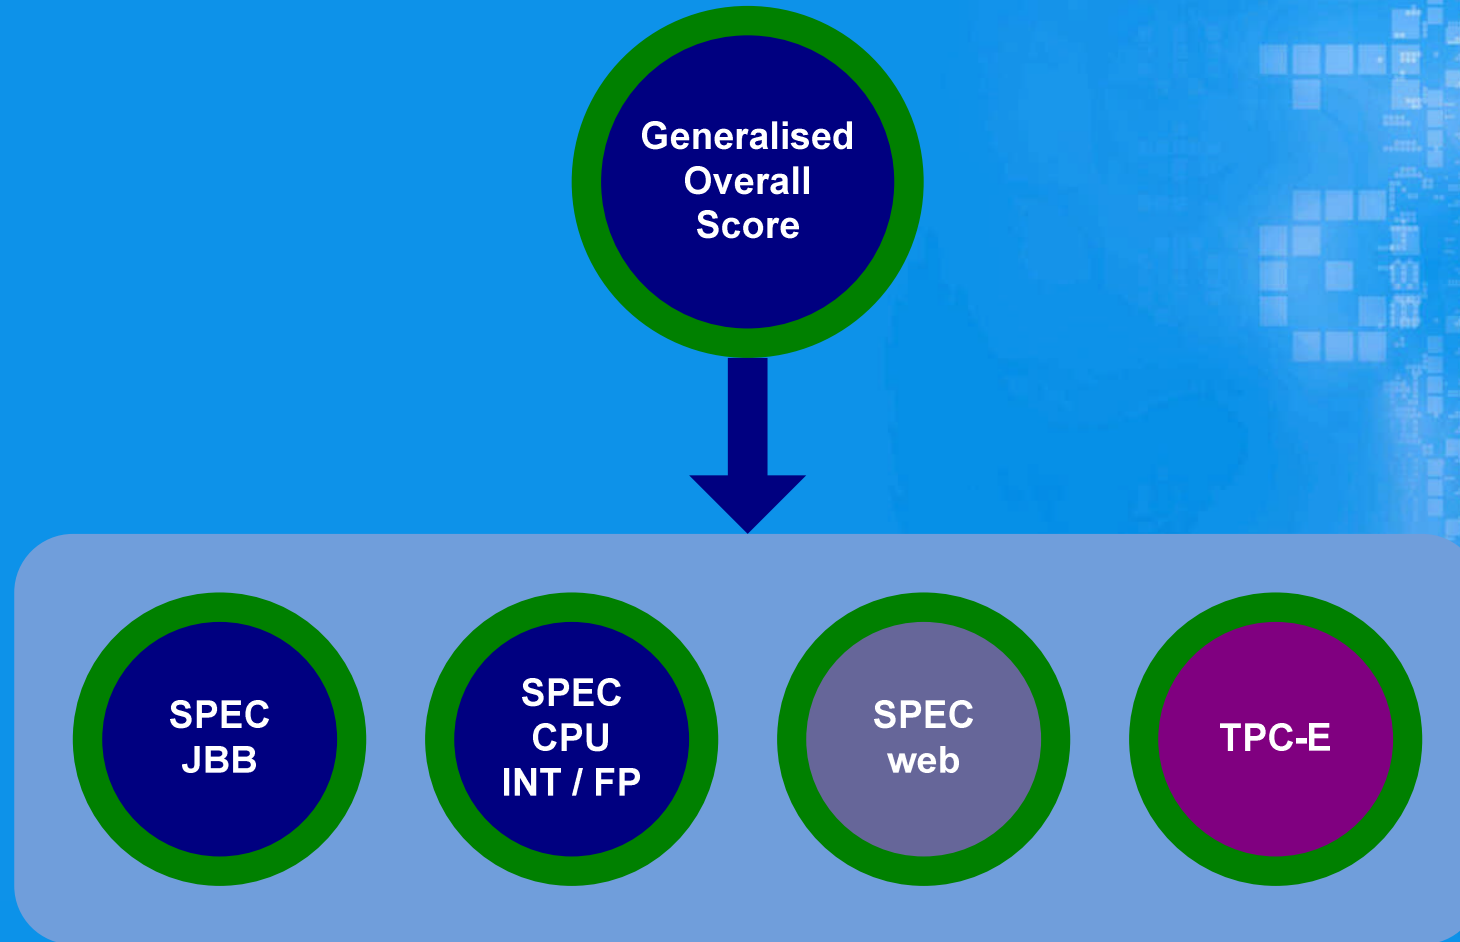 Generalised
Overall
Score
SPEC
JBB
SPEC
CPU
INT / FP
SPEC
web
TPC-E